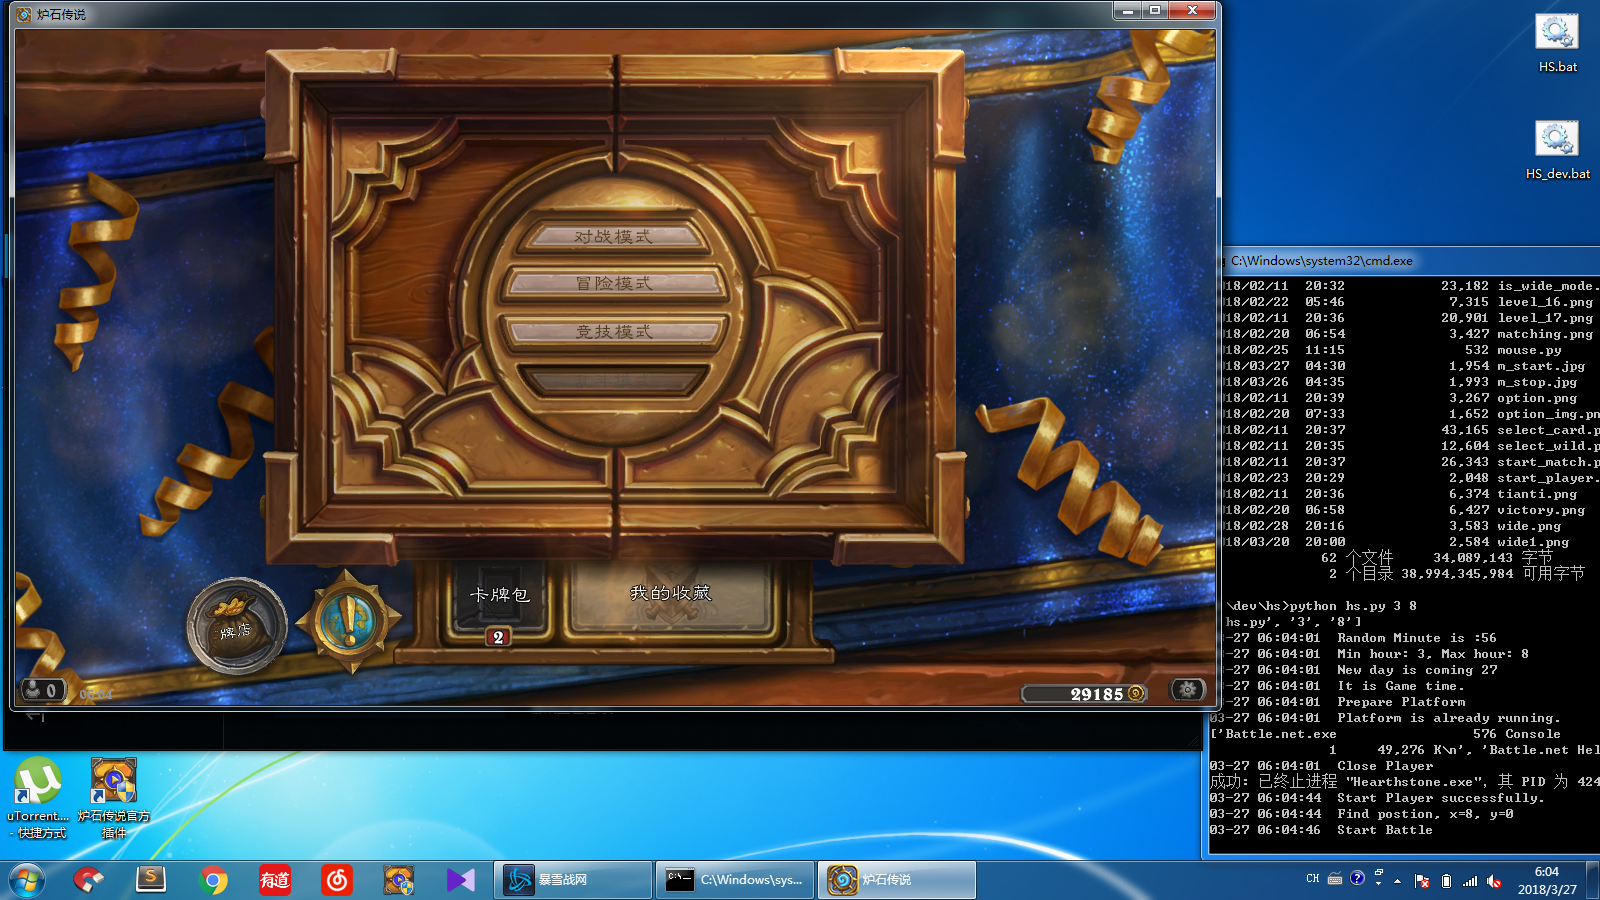 炉石传说
对战模式
冒险模式
竞技模式
牌店
卡牌包
2
我的收藏
0
06:04
29185
HS.bat
HS_dev.bat
C:\Windows\system32\cmd.exe
18/02/11 20:32 23,182 is_wide_mode.
18/02/22 05:46 7,315 level_16.png
18/02/11 20:36 20,901 level_17.png
18/02/20 06:54 3,427 matching.png
18/02/25 11:15 532 mouse.py
18/03/27 04:30 1,954 m_start.jpg
18/03/26 04:35 1,993 m_stop.jpg
18/02/11 20:39 3,267 option.png
18/02/20 07:33 1,652 option_img.pn
18/02/11 20:37 43,165 select_card.p
18/02/11 20:35 12,604 select_wild.p
18/02/11 20:37 26,343 start_match.p
18/02/23 20:29 2,048 start_player.
18/02/11 20:36 6,374 tianti.png
18/02/20 06:58 6,427 victory.png
18/02/28 20:16 3,583 wide.png
18/03/20 20:00 2,584 wide1.png
62 个文件 34,089,143 字节
2 个目录 38,994,345,984 可用字节
\dev\hs>python hs.py 3 8
hs.py', '3', '8']
-27 06:04:01 Random Minute is :56
-27 06:04:01 Min hour: 3, Max hour: 8
-27 06:04:01 New day is coming 27
-27 06:04:01 It is Game time.
-27 06:04:01 Prepare Platform
03-27 06:04:01 Platform is already running.
['Battle.net.exe 576 Console
1 49,276 K\n', 'Battle.net Hel
03-27 06:04:01 Close Player
成功: 已终止进程 "Hearthstone.exe", 其 PID 为 424
03-27 06:04:44 Start Player successfully.
03-27 06:04:44 Find postion, x=8, y=0
03-27 06:04:46 Start Battle
uTorrent....
- 快捷方式
炉石传说官方
插件
有道
暴雪战网
C:\Windows\sys...
炉石传说
CH
6:04
2018/3/27